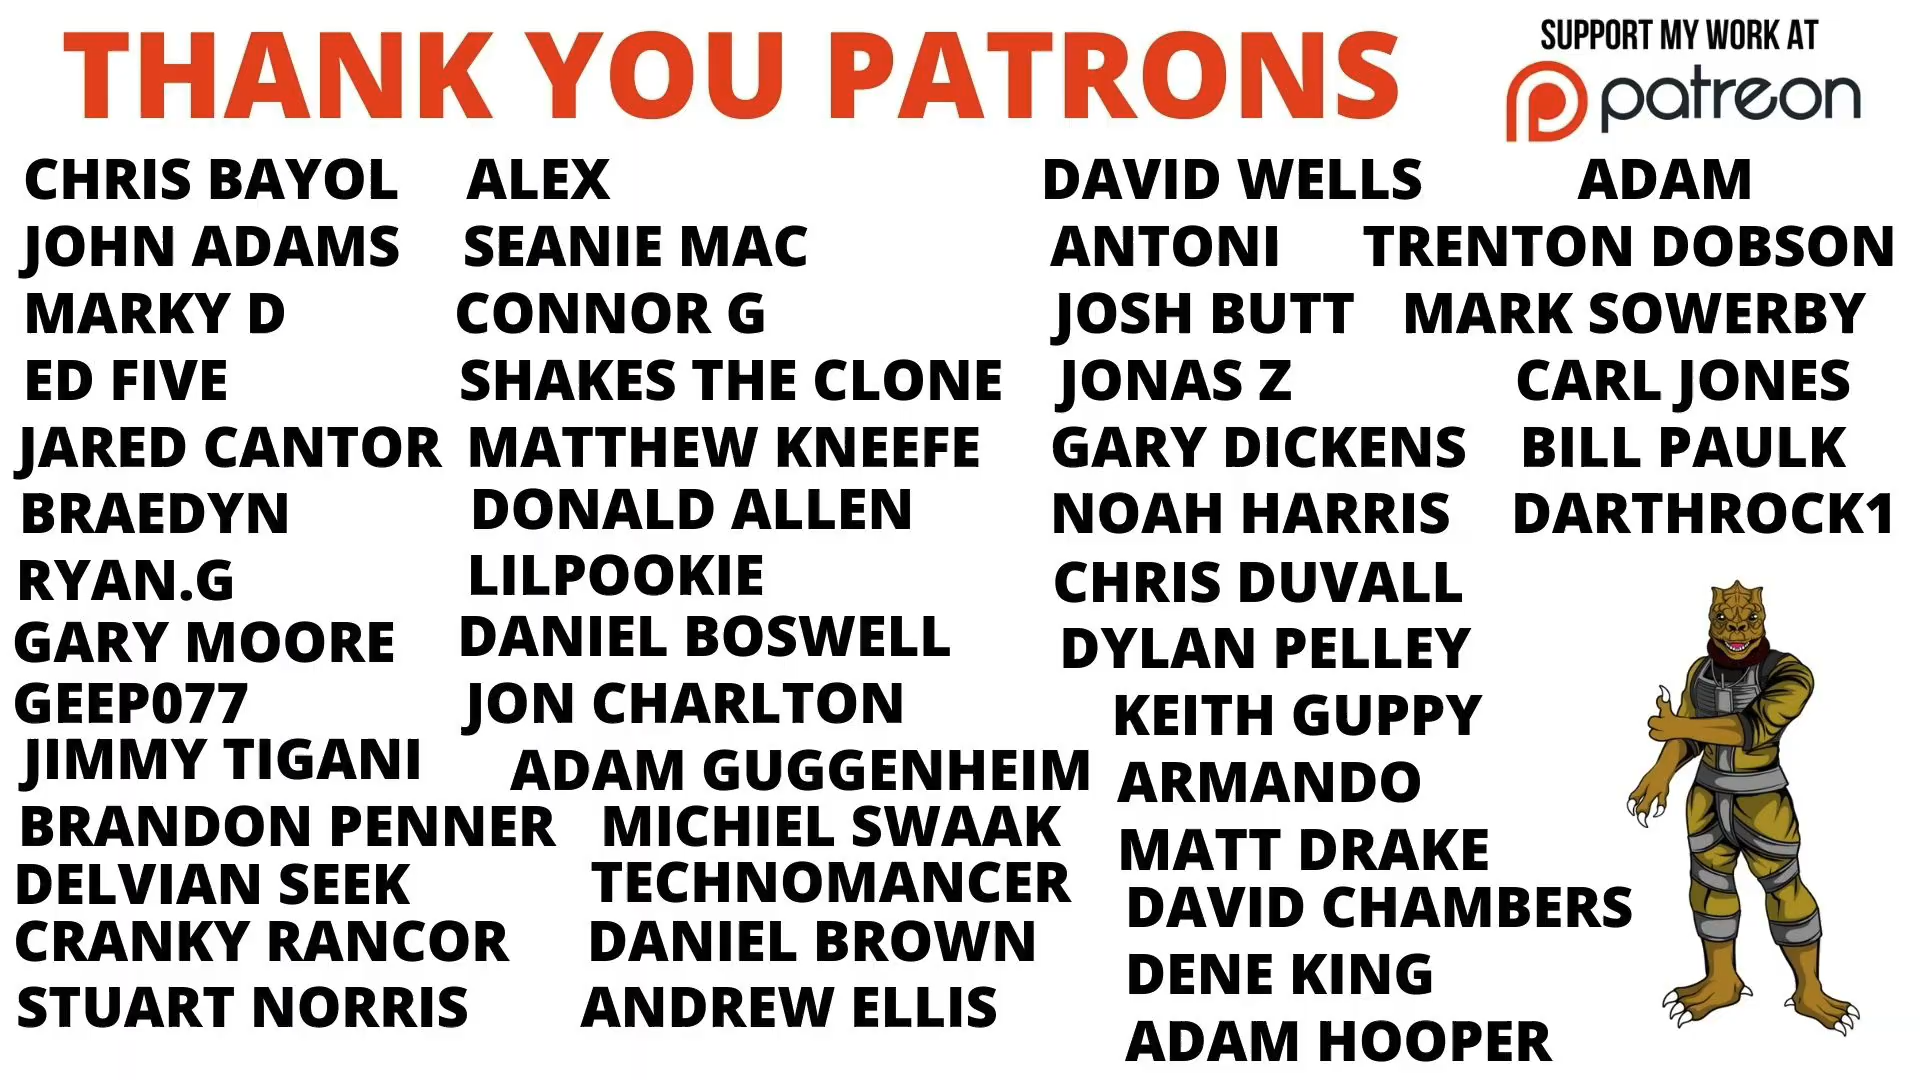 THANK YOU PATRONS
SUPPORT MY WORK AT
patreon
CHRIS BAYOL
JOHN ADAMS
MARKY D
ED FIVE
JARED CANTOR
BRAEDYN
RYAN.G
GARY MOORE
GEEP077
JIMMY TIGANI
BRANDON PENNER
DELVIAN SEEK
CRANKY RANCOR
STUART NORRIS
ALEX
SEANIE MAC
CONNOR G
SHAKES THE CLONE
MATTHEW KNEEFE
DONALD ALLEN
LILPOOKIE
DANIEL BOSWELL
JON CHARLTON
ADAM GUGGENHEIM
MICHIEL SWAAK
TECHNOMANCER
DANIEL BROWN
ANDREW ELLIS
DAVID WELLS
ANTONI
JOSH BUTT
JONAS Z
GARY DICKENS
NOAH HARRIS
CHRIS DUVALL
DYLAN PELLEY
KEITH GUPPY
ARMANDO
MATT DRAKE
DAVID CHAMBERS
DENE KING
ADAM HOOPER
ADAM
TRENTON DOBSON
MARK SOWERBY
CARL JONES
BILL PAULK
DARTHROCK1